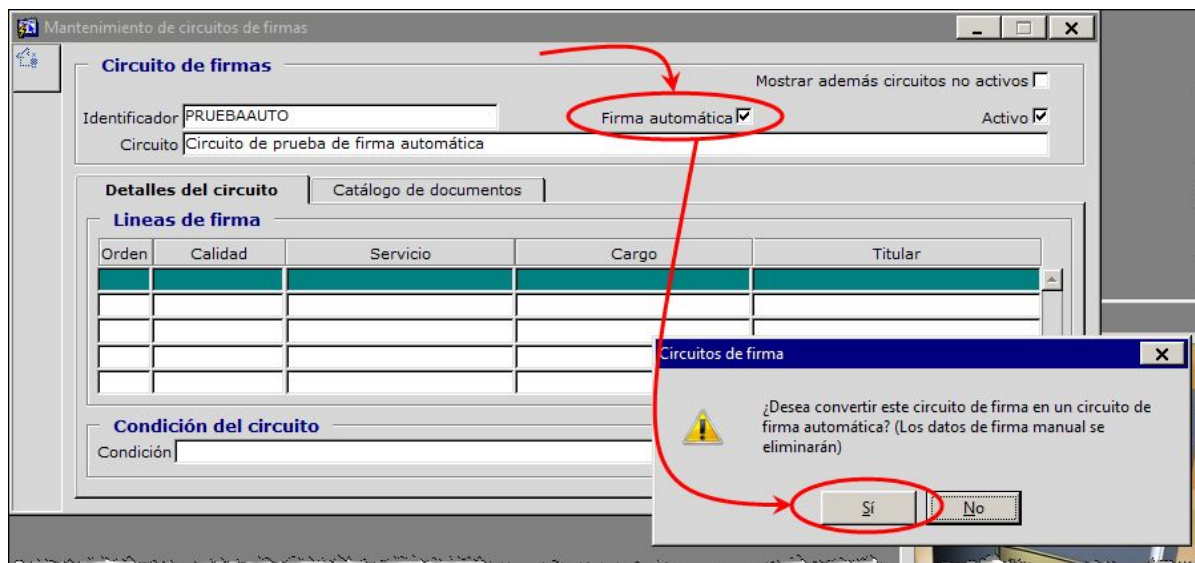 Mantenimiento de circuitos de firmas
Circuito de firmas
Mostrar además circuitos no activos
Identificador PRUEBAAUTO Firma automática Activo
Circuito Circuito de prueba de firma automática
Detalles del circuito Catálogo de documentos
Lineas de firma
Orden Calidad Servicio Cargo Titular
Circuitos de firma
¿Desea convertir este circuito de firma en un circuito de
firma automática? (Los datos de firma manual se
eliminarán)
Sí No
Condición del circuito
Condición